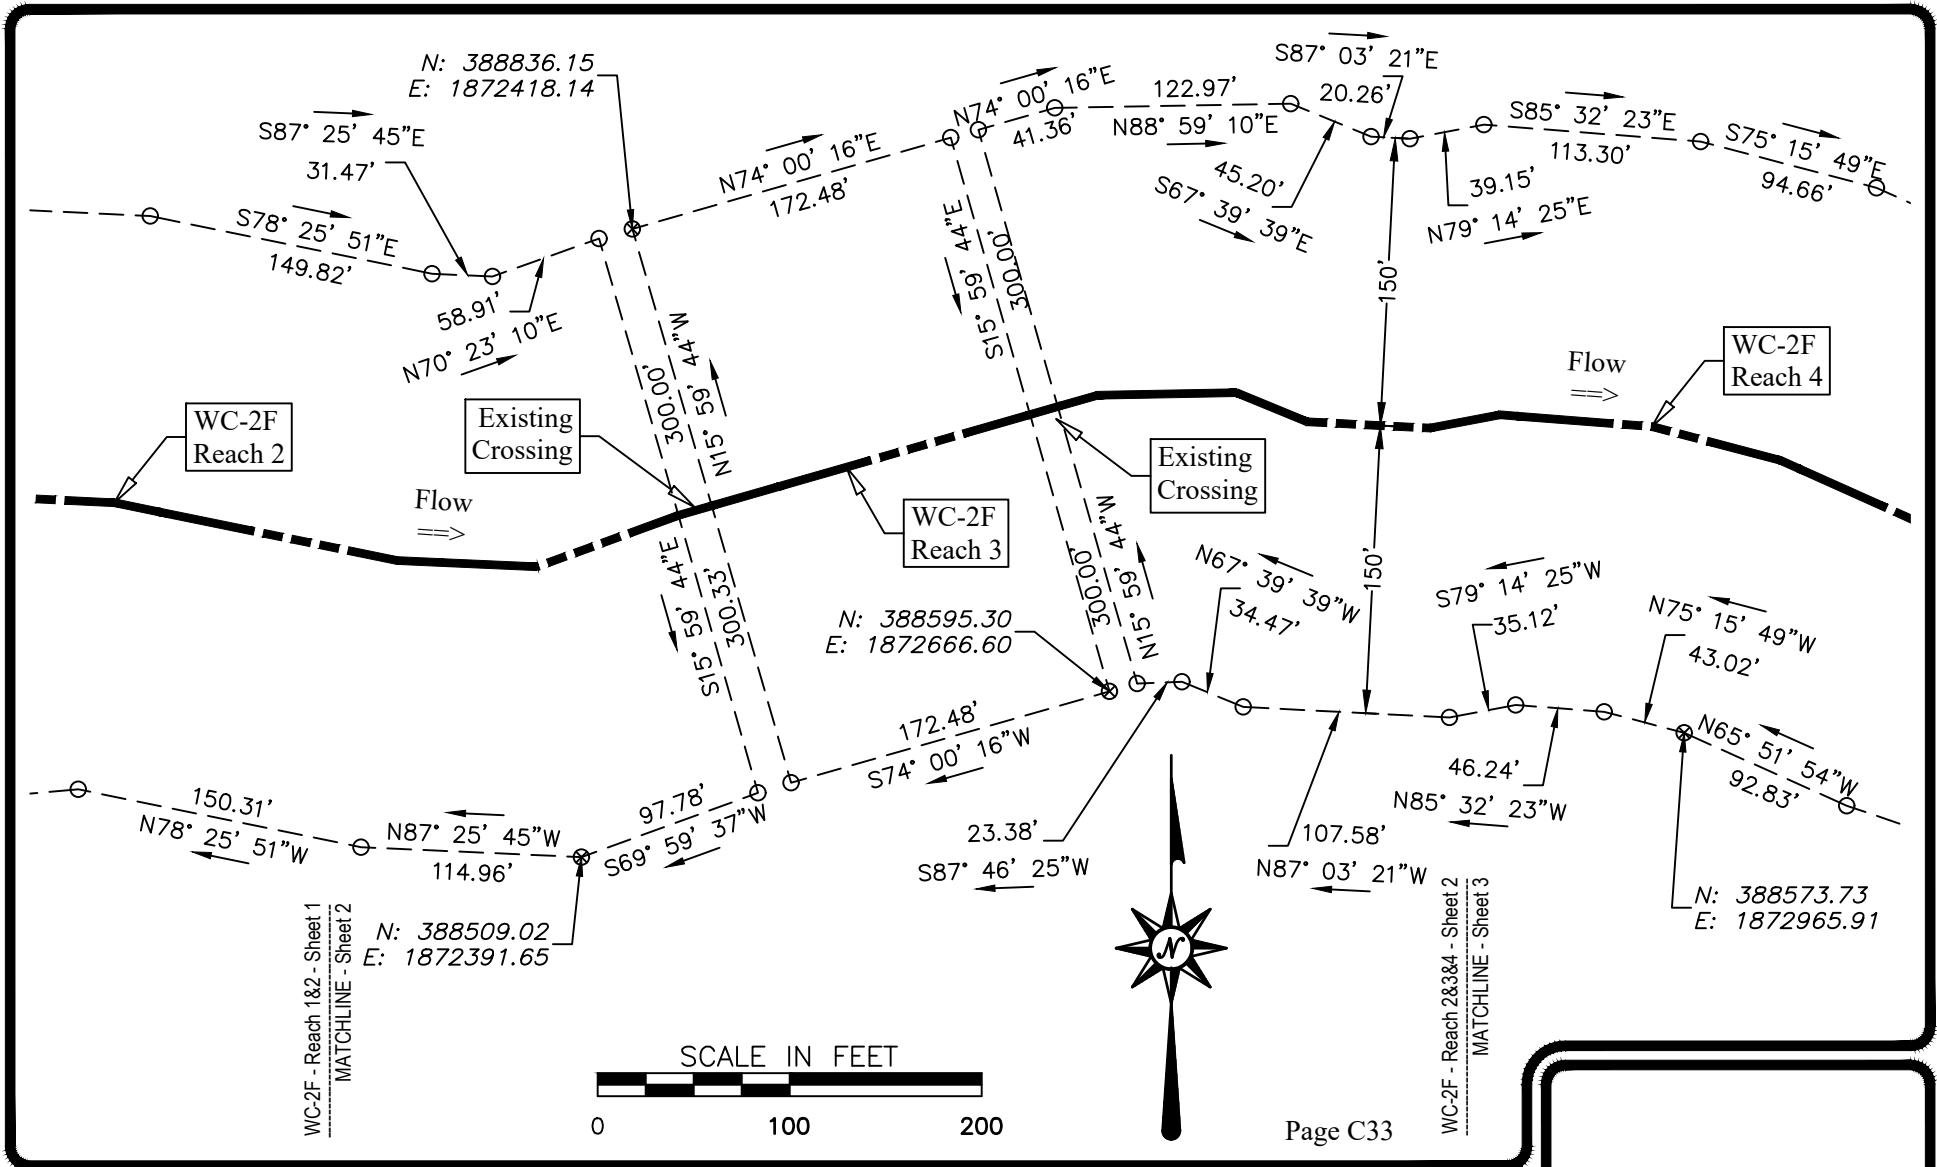 N: 388836.15
E: 1872418.14
S87° 25' 45"E
31.47'
S78° 25' 51"E
149.82'
58.91'
N70° 23' 10"E
N74° 00' 16"E
172.48'
N74° 00' 16"E
41.36'
122.97'
N88° 59' 10"E
S87° 03' 21"E
20.26'
45.20'
S67° 39' 39"E
39.15'
N79° 14' 25"E
S85° 32' 23"E
113.30'
S75° 15' 49"E
94.66'
S15° 59' 44"E
300.00'
N15° 59' 44"W
300.00'
150'
150'
WC-2F
Reach 2
Flow
==>
Existing
Crossing
WC-2F
Reach 3
Existing
Crossing
Flow
==>
WC-2F
Reach 4
S15° 59' 44"E
300.33'
300.00'
N15° 59' 44"W
N: 388595.30
E: 1872666.60
N67° 39' 39"W
34.47'
S79° 14' 25"W
35.12'
N75° 15' 49"W
43.02'
N65° 51' 54"W
92.83'
172.48'
S74° 00' 16"W
97.78'
S69° 59' 37"W
150.31'
N78° 25' 51"W
N87° 25' 45"W
114.96'
23.38'
S87° 46' 25"W
107.58'
N87° 03' 21"W
46.24'
N85° 32' 23"W
N: 388509.02
E: 1872391.65
N: 388573.73
E: 1872965.91
WC-2F - Reach 1&2 - Sheet 1
MATCHLINE - Sheet 2
WC-2F - Reach 2&3&4 - Sheet 2
MATCHLINE - Sheet 3
N
SCALE IN FEET
0 100 200
Page C33